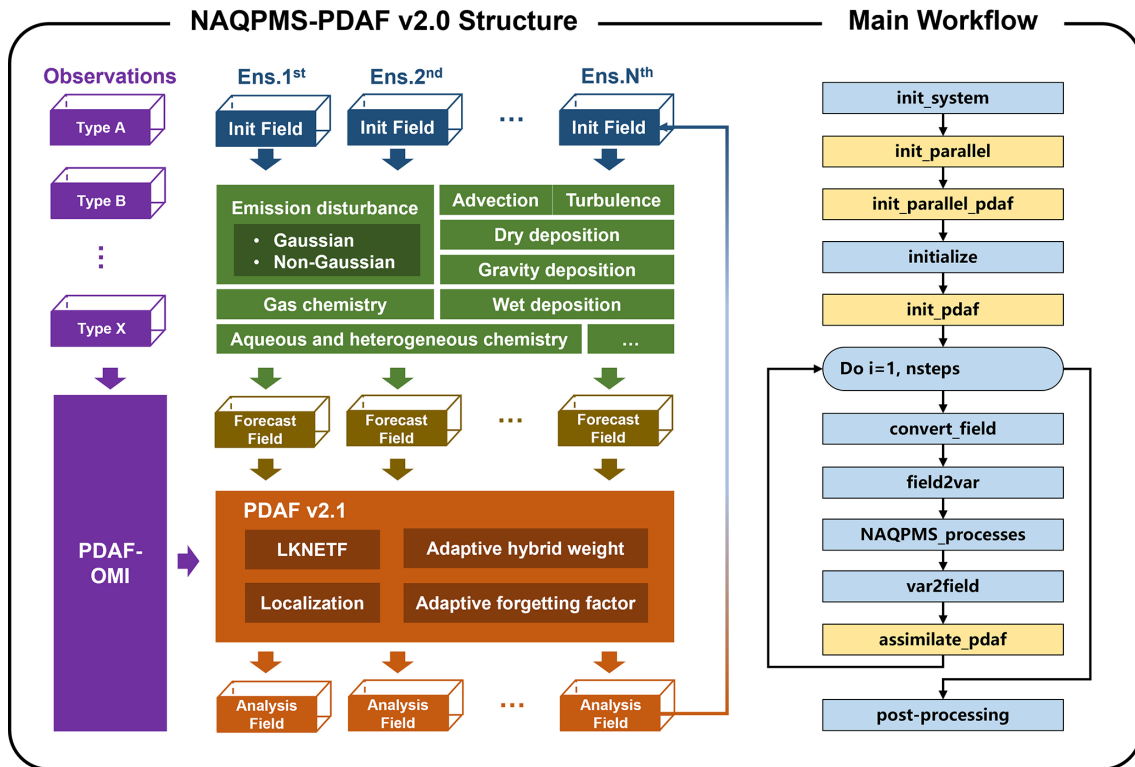 NAQPMS-PDAF v2.0 Structure
Main Workflow
Observations
Type A
Type B
⋮
Type X
PDAF-
OMI
Ens.1st
Ens.2nd
Ens.Nth
Init Field
Init Field
...
Init Field
Emission disturbance
• Gaussian
• Non-Gaussian
Advection
Turbulence
Dry deposition
Gravity deposition
Gas chemistry
Wet deposition
Aqueous and heterogeneous chemistry
...
Forecast
Field
Forecast
Field
...
Forecast
Field
PDAF v2.1
LKNETF
Adaptive hybrid weight
Localization
Adaptive forgetting factor
Analysis
Field
Analysis
Field
...
Analysis
Field
init_system
init_parallel
init_parallel_pdaf
initialize
init_pdaf
Do i=1, nsteps
convert_field
field2var
NAQPMS_processes
var2field
assimilate_pdaf
post-processing